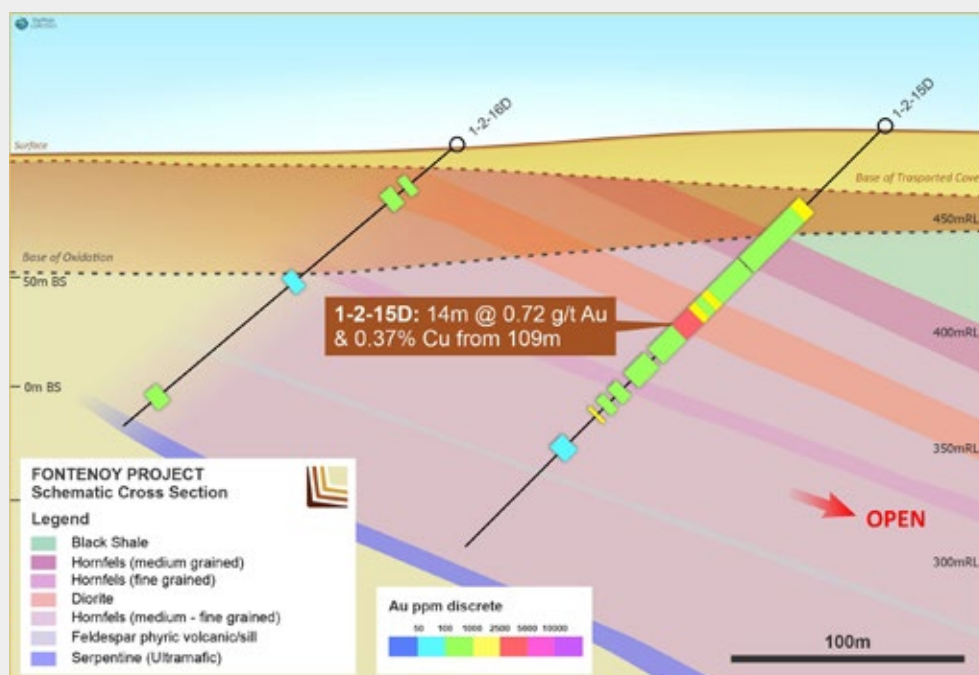 1-2-16D
1-2-15D
Surface
Base of Trasported Cove
450mRL
Base of Oxidation
50m BS
1-2-15D: 14m @ 0.72 g/t Au
& 0.37% Cu from 109m
400mRL
0m BS
350mRL
OPEN
300mRL
FONTENOY PROJECT
Schematic Cross Section
Legend
Black Shale
Hornfels (medium grained)
Hornfels (fine grained)
Diorite
Hornfels (medium - fine grained)
Feldespar phyric volcanic/sill
Serpentine (Ultramafic)
Au ppm discrete
50 100 1000 2500 5000 10000
100m